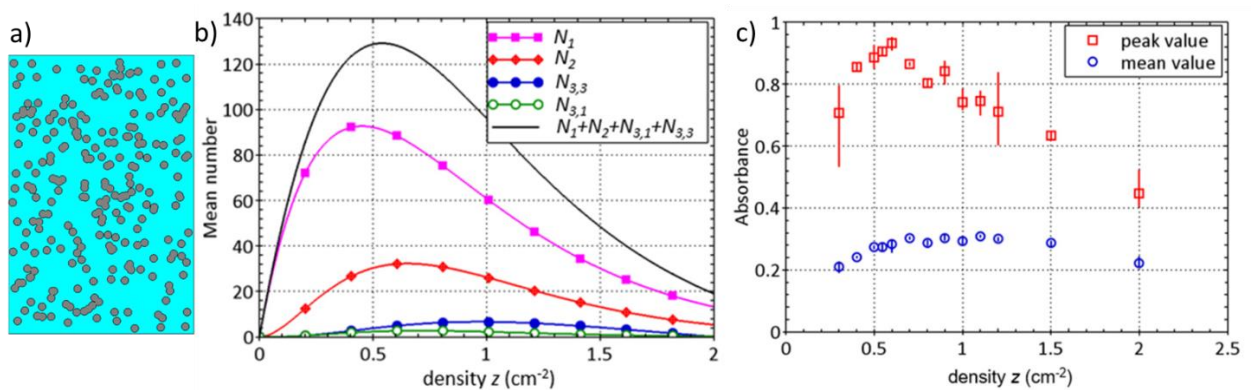 a)
b)
140
120
100
80
60
40
20
0
Mean number
0
0.5
1
1.5
2
density z (cm⁻²)
N₁
N₂
N₃,₃
N₃,₁
N₁+N₂+N₃,₁+N₃,₃
c)
1
0.8
0.6
0.4
0.2
0
Absorbance
0
0.5
1
1.5
2
2.5
density z (cm⁻²)
peak value
mean value